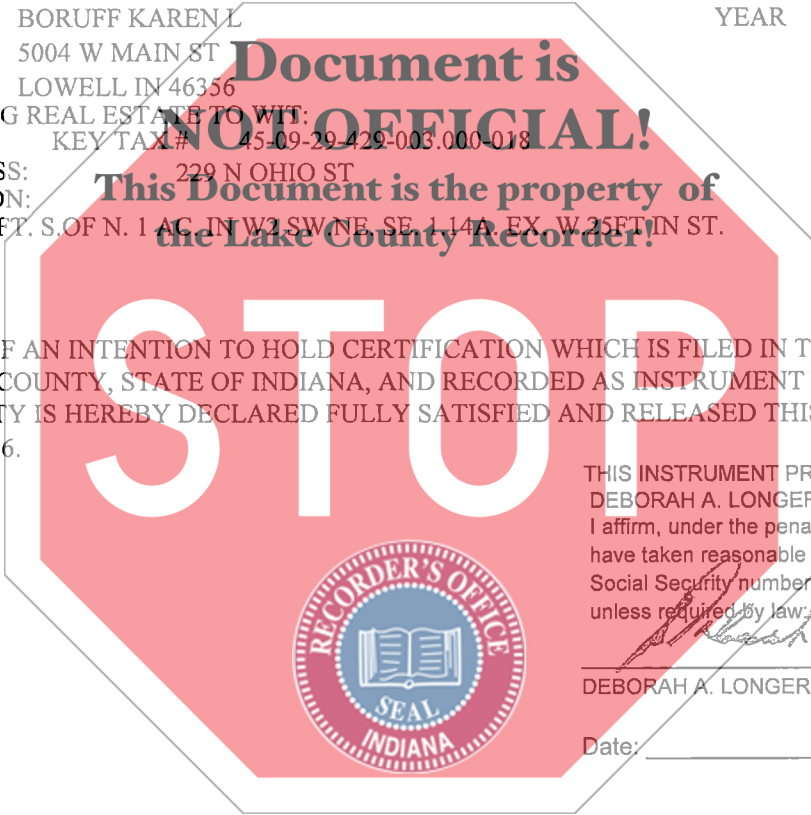 BORUFF KAREN L YEAR
5004 W MAIN ST
LOWELL IN 46356
G REAL ESTATE TO WIT:
KEY TAX # 45-09-29-429-003.000-018
SS: 229 N OHIO ST
ON:
FT. S.OF N. 1 AC. IN W2.SW.NE. SE. 1.14A. EX. W.25FT IN ST.
Document is
NOT OFFICIAL!
This Document is the property of
the Lake County Recorder!
STOP
F AN INTENTION TO HOLD CERTIFICATION WHICH IS FILED IN T
COUNTY, STATE OF INDIANA, AND RECORDED AS INSTRUMENT
TY IS HEREBY DECLARED FULLY SATISFIED AND RELEASED THIS
6.
THIS INSTRUMENT PR
DEBORAH A. LONGER
I affirm, under the pena
have taken reasonable
Social Security number
unless required by law:
DEBORAH A. LONGER
Date:
RECORDER'S OFFICE
SEAL
INDIANA